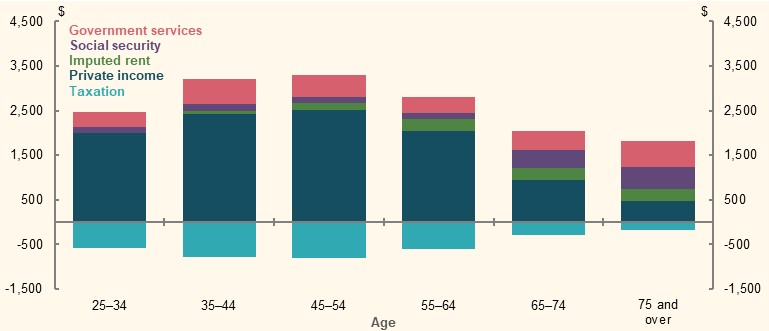 $ $
4,500 4,500
Government services
Social security
3,500 3,500
Imputed rent
Private income
Taxation
2,500 2,500
1,500 1,500
500 500
-500 -500
-1,500 -1,500
25–34 35–44 45–54 55–64 65–74 75 and
over
Age